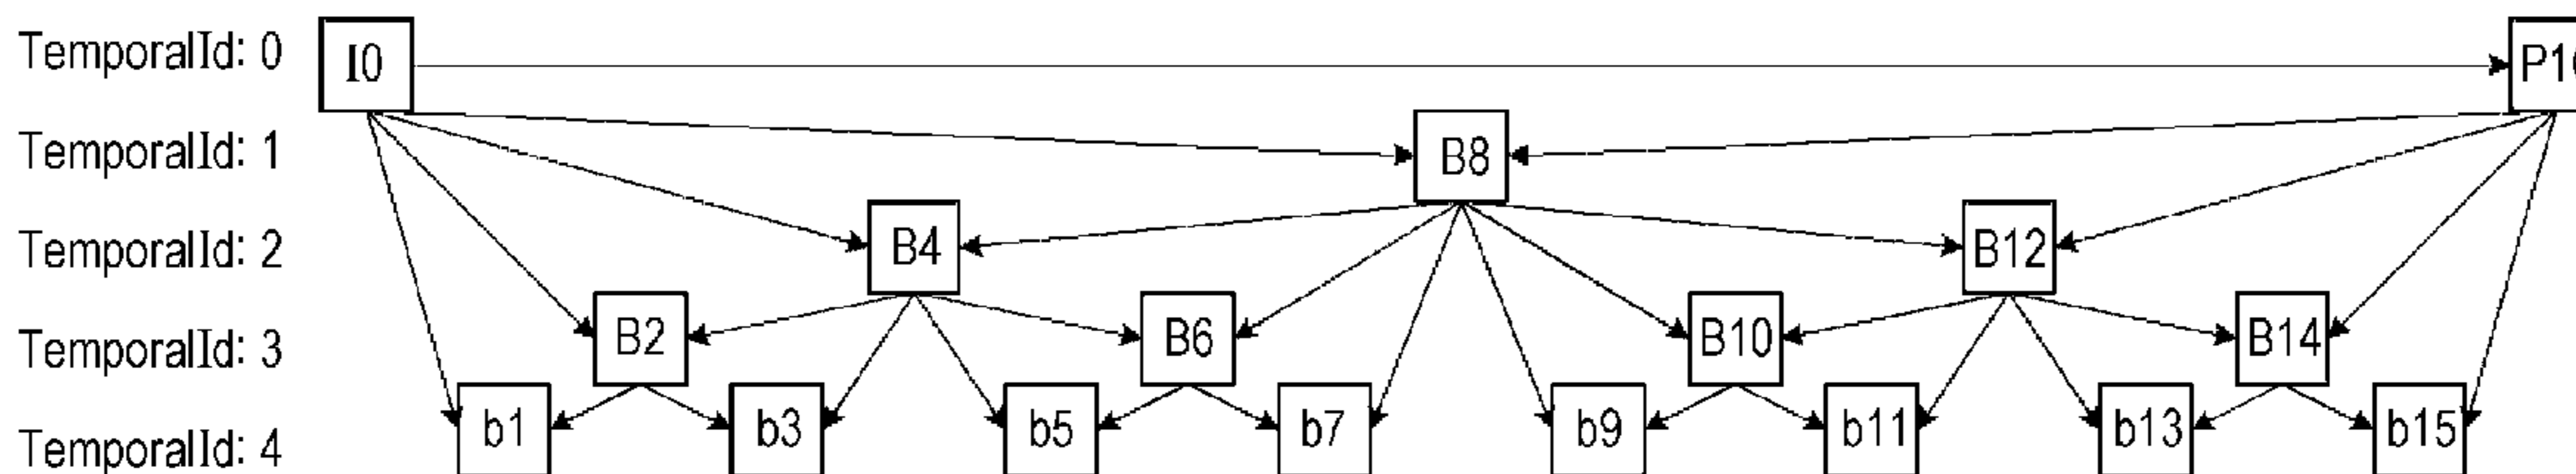 TemporalId: 0 I0
TemporalId: 1 B8
TemporalId: 2 B4 B12
TemporalId: 3 B2 B6 B10 B14
TemporalId: 4 b1 b3 b5 b7 b9 b11 b13 b15